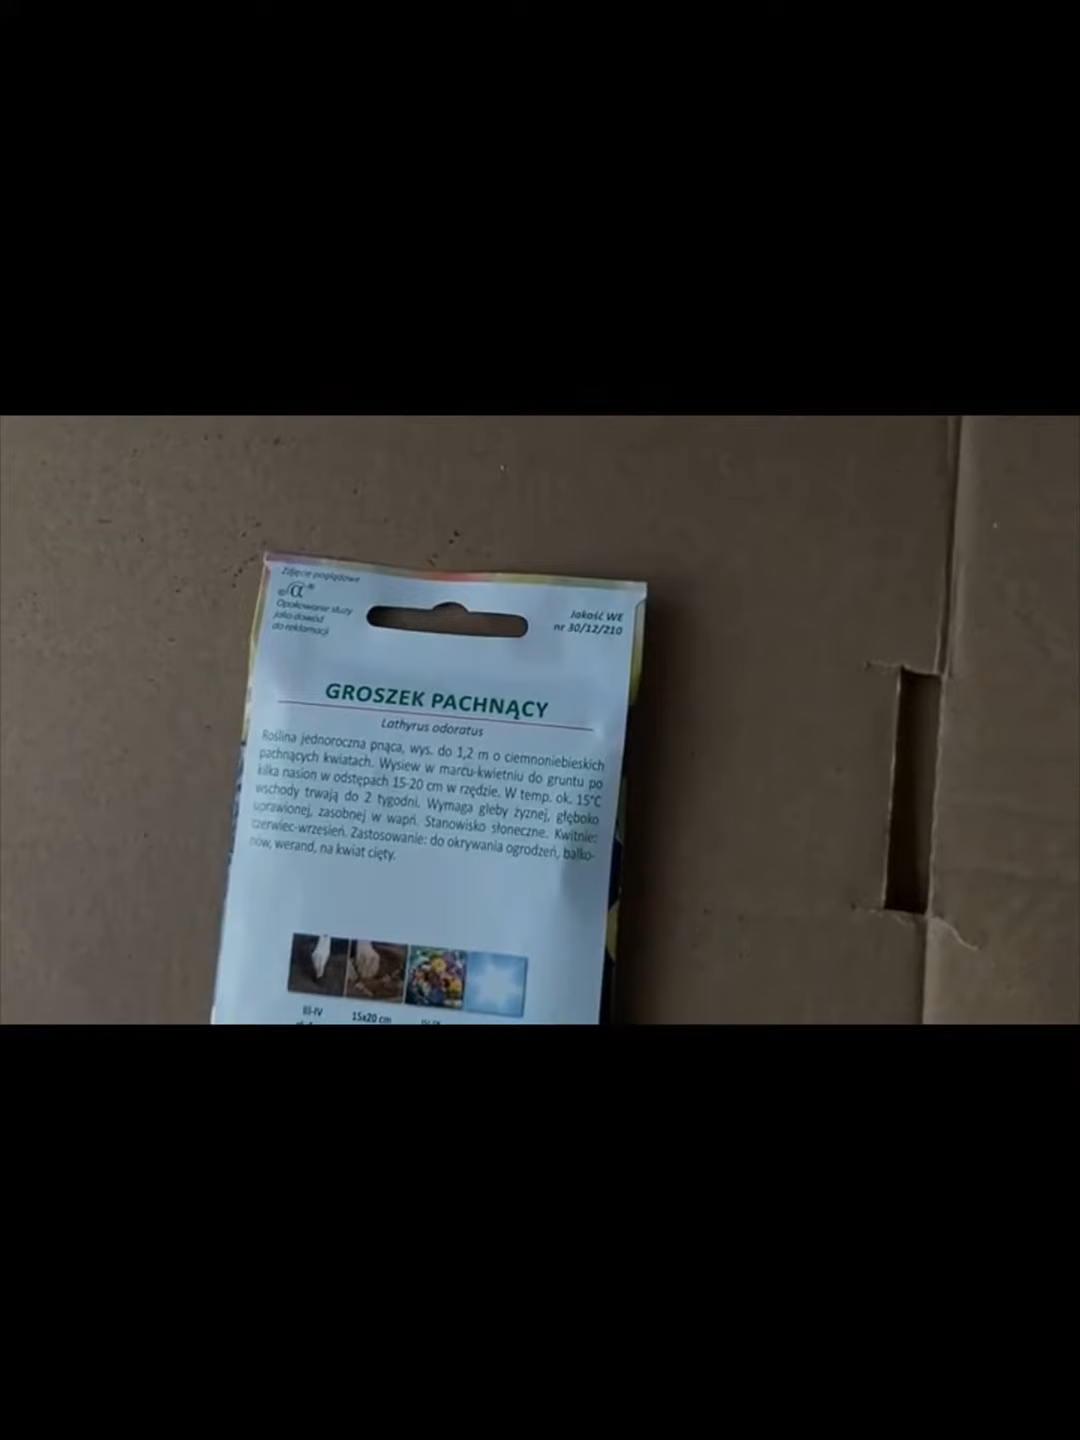 Zdjęcie poglądowe
α®
Opakowanie służy
jako dowód
do reklamacji
Jakość WE
nr 30/12/210
GROSZEK PACHNĄCY
Lathyrus odoratus
Roślina jednoroczna pnąca, wys. do 1,2 m o ciemnoniebieskich
pachnących kwiatach. Wysiew w marcu-kwietniu do gruntu po
kilka nasion w odstępach 15-20 cm w rzędzie. W temp. ok. 15°C
wschody trwają do 2 tygodni. Wymaga gleby żyznej, głęboko
uprawionej, zasobnej w wapń. Stanowisko słoneczne. Kwitnie:
czerwiec-wrzesień. Zastosowanie: do okrywania ogrodzeń, balko-
nów, werand, na kwiat cięty.
III-IV
15x20 cm